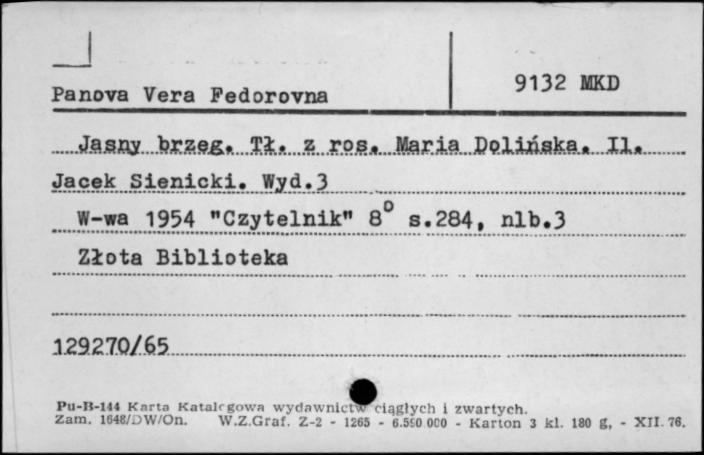 9132 MKD
Panova Vera Fedorovna
Jasny brzeg. Tł. z ros. Maria Dolińska. Il.
Jacek Sienicki. Wyd.3
W-wa 1954 "Czytelnik" 8° s.284, nlb.3
Złota Biblioteka
129270/65
Pu-B-144 Karta Katalogowa wydawnictw ciągłych i zwartych.
Zam. 1648/DW/On. W.Z.Graf. Z-2 - 1265 - 6.590.000 - Karton 3 kl. 180 g, - XII. 76.